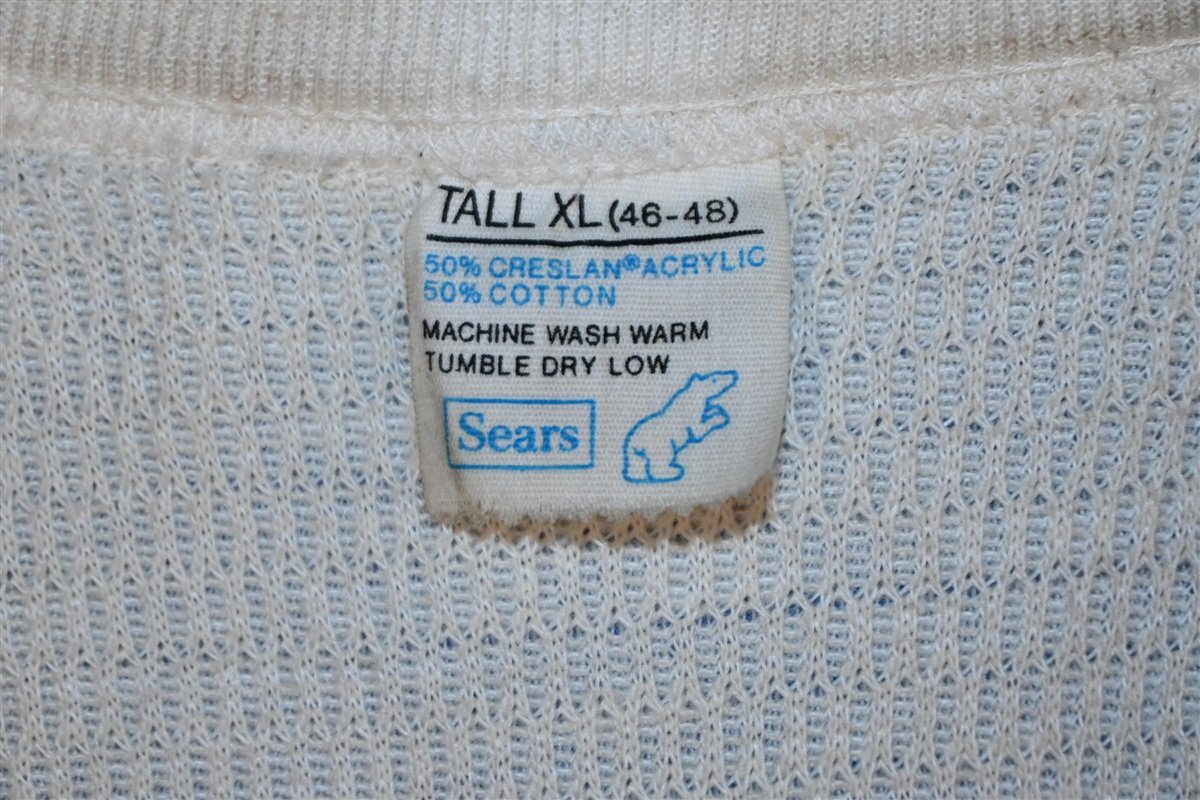 TALL XL (46-48)
50% CRESLAN® ACRYLIC
50% COTTON
MACHINE WASH WARM
TUMBLE DRY LOW
Sears